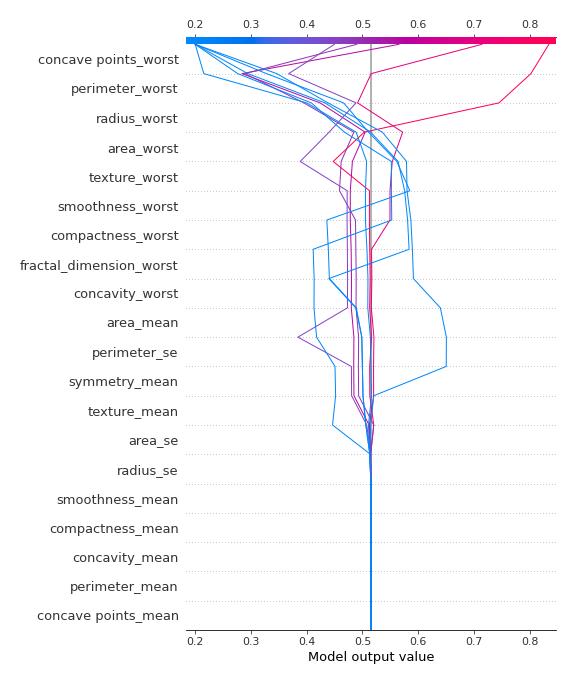 0.2 0.3 0.4 0.5 0.6 0.7 0.8
concave points_worst
perimeter_worst
radius_worst
area_worst
texture_worst
smoothness_worst
compactness_worst
fractal_dimension_worst
concavity_worst
area_mean
perimeter_se
symmetry_mean
texture_mean
area_se
radius_se
smoothness_mean
compactness_mean
concavity_mean
perimeter_mean
concave points_mean
0.2 0.3 0.4 0.5 0.6 0.7 0.8
Model output value